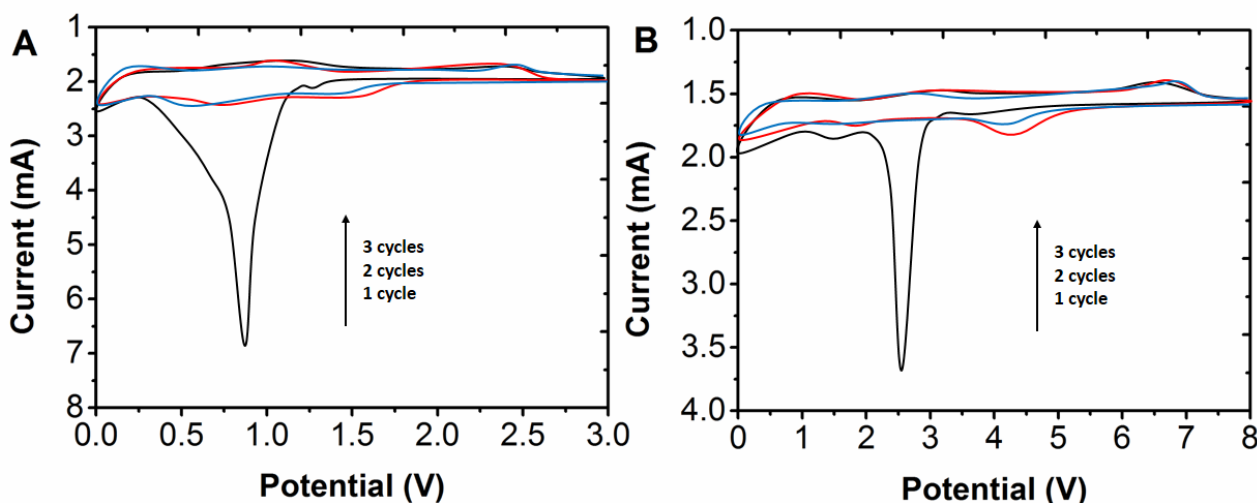 A
1
2
3
4
5
6
7
8
Current (mA)
3 cycles
2 cycles
1 cycle
0.0 0.5 1.0 1.5 2.0 2.5 3.0
Potential (V)
B
1.0
1.5
2.0
2.5
3.0
3.5
4.0
Current (mA)
3 cycles
2 cycles
1 cycle
0 1 2 3 4 5 6 7 8
Potential (V)